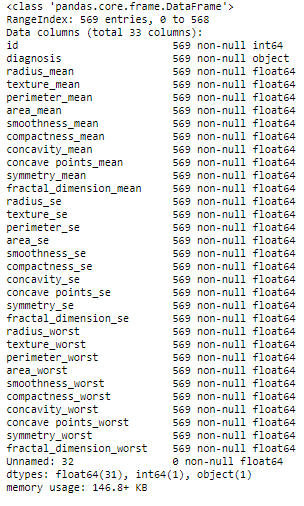 <class 'pandas.core.frame.DataFrame'>
RangeIndex: 569 entries, 0 to 568
Data columns (total 33 columns):
id                         569 non-null int64
diagnosis                  569 non-null object
radius_mean                569 non-null float64
texture_mean               569 non-null float64
perimeter_mean             569 non-null float64
area_mean                  569 non-null float64
smoothness_mean            569 non-null float64
compactness_mean           569 non-null float64
concavity_mean             569 non-null float64
concave points_mean        569 non-null float64
symmetry_mean              569 non-null float64
fractal_dimension_mean     569 non-null float64
radius_se                  569 non-null float64
texture_se                 569 non-null float64
perimeter_se               569 non-null float64
area_se                    569 non-null float64
smoothness_se              569 non-null float64
compactness_se             569 non-null float64
concavity_se               569 non-null float64
concave points_se          569 non-null float64
symmetry_se                569 non-null float64
fractal_dimension_se       569 non-null float64
radius_worst               569 non-null float64
texture_worst              569 non-null float64
perimeter_worst            569 non-null float64
area_worst                 569 non-null float64
smoothness_worst           569 non-null float64
compactness_worst          569 non-null float64
concavity_worst            569 non-null float64
concave points_worst       569 non-null float64
symmetry_worst             569 non-null float64
fractal_dimension_worst    569 non-null float64
Unnamed: 32                0 non-null float64
dtypes: float64(31), int64(1), object(1)
memory usage: 146.8+ KB